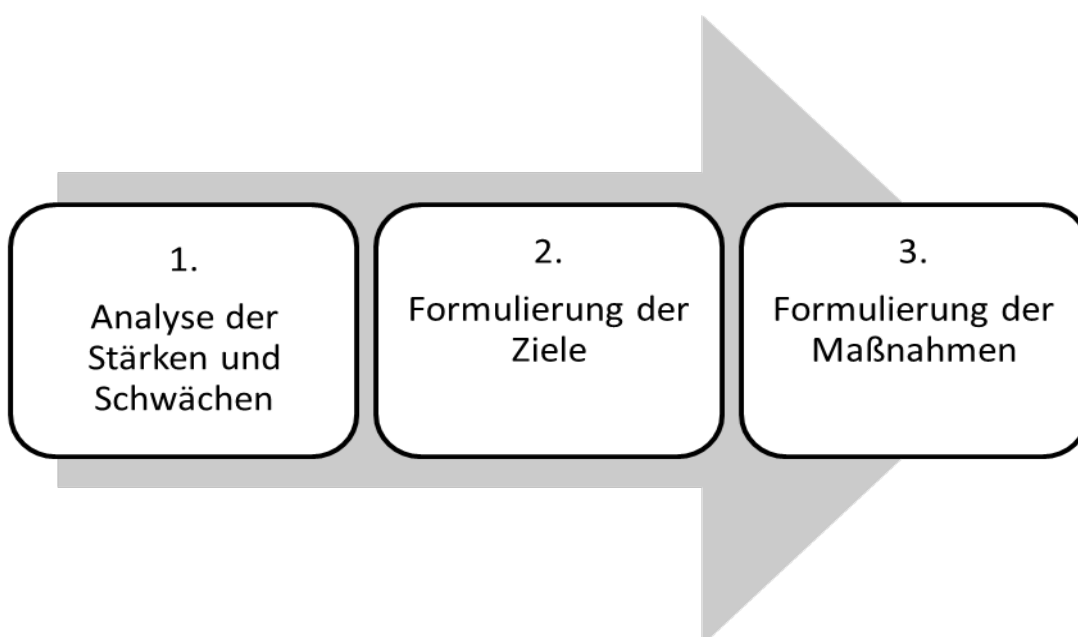 1.
Analyse der
Stärken und
Schwächen
2.
Formulierung der
Ziele
3.
Formulierung der
Maßnahmen